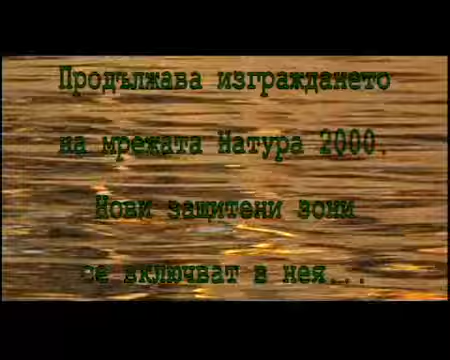 Продължава изграждането
на мрежата Натура 2000.
Нови защитени зони
се включват в нея...